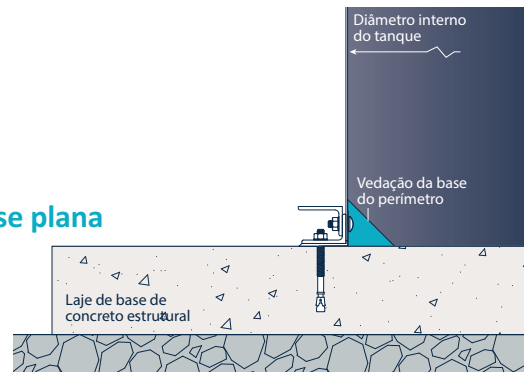 Diâmetro interno
do tanque
Vedação da base
do perímetro
se plana
Laje de base de
concreto estrutural